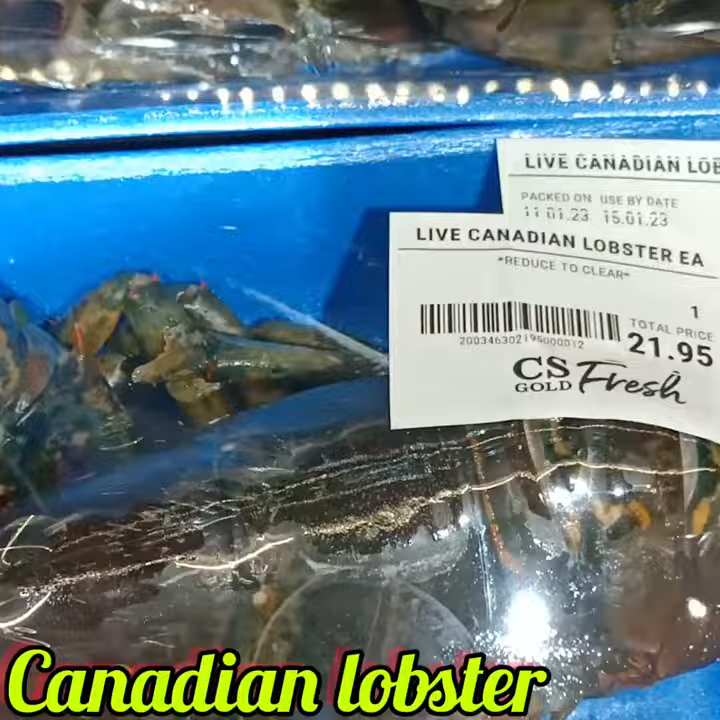 LIVE CANADIAN LOB
PACKED ON USE BY DATE
11.01.23 15.01.23
LIVE CANADIAN LOBSTER EA
*REDUCE TO CLEAR*
1
TOTAL PRICE
21.95
CS
GOLD Fresh
Canadian lobster